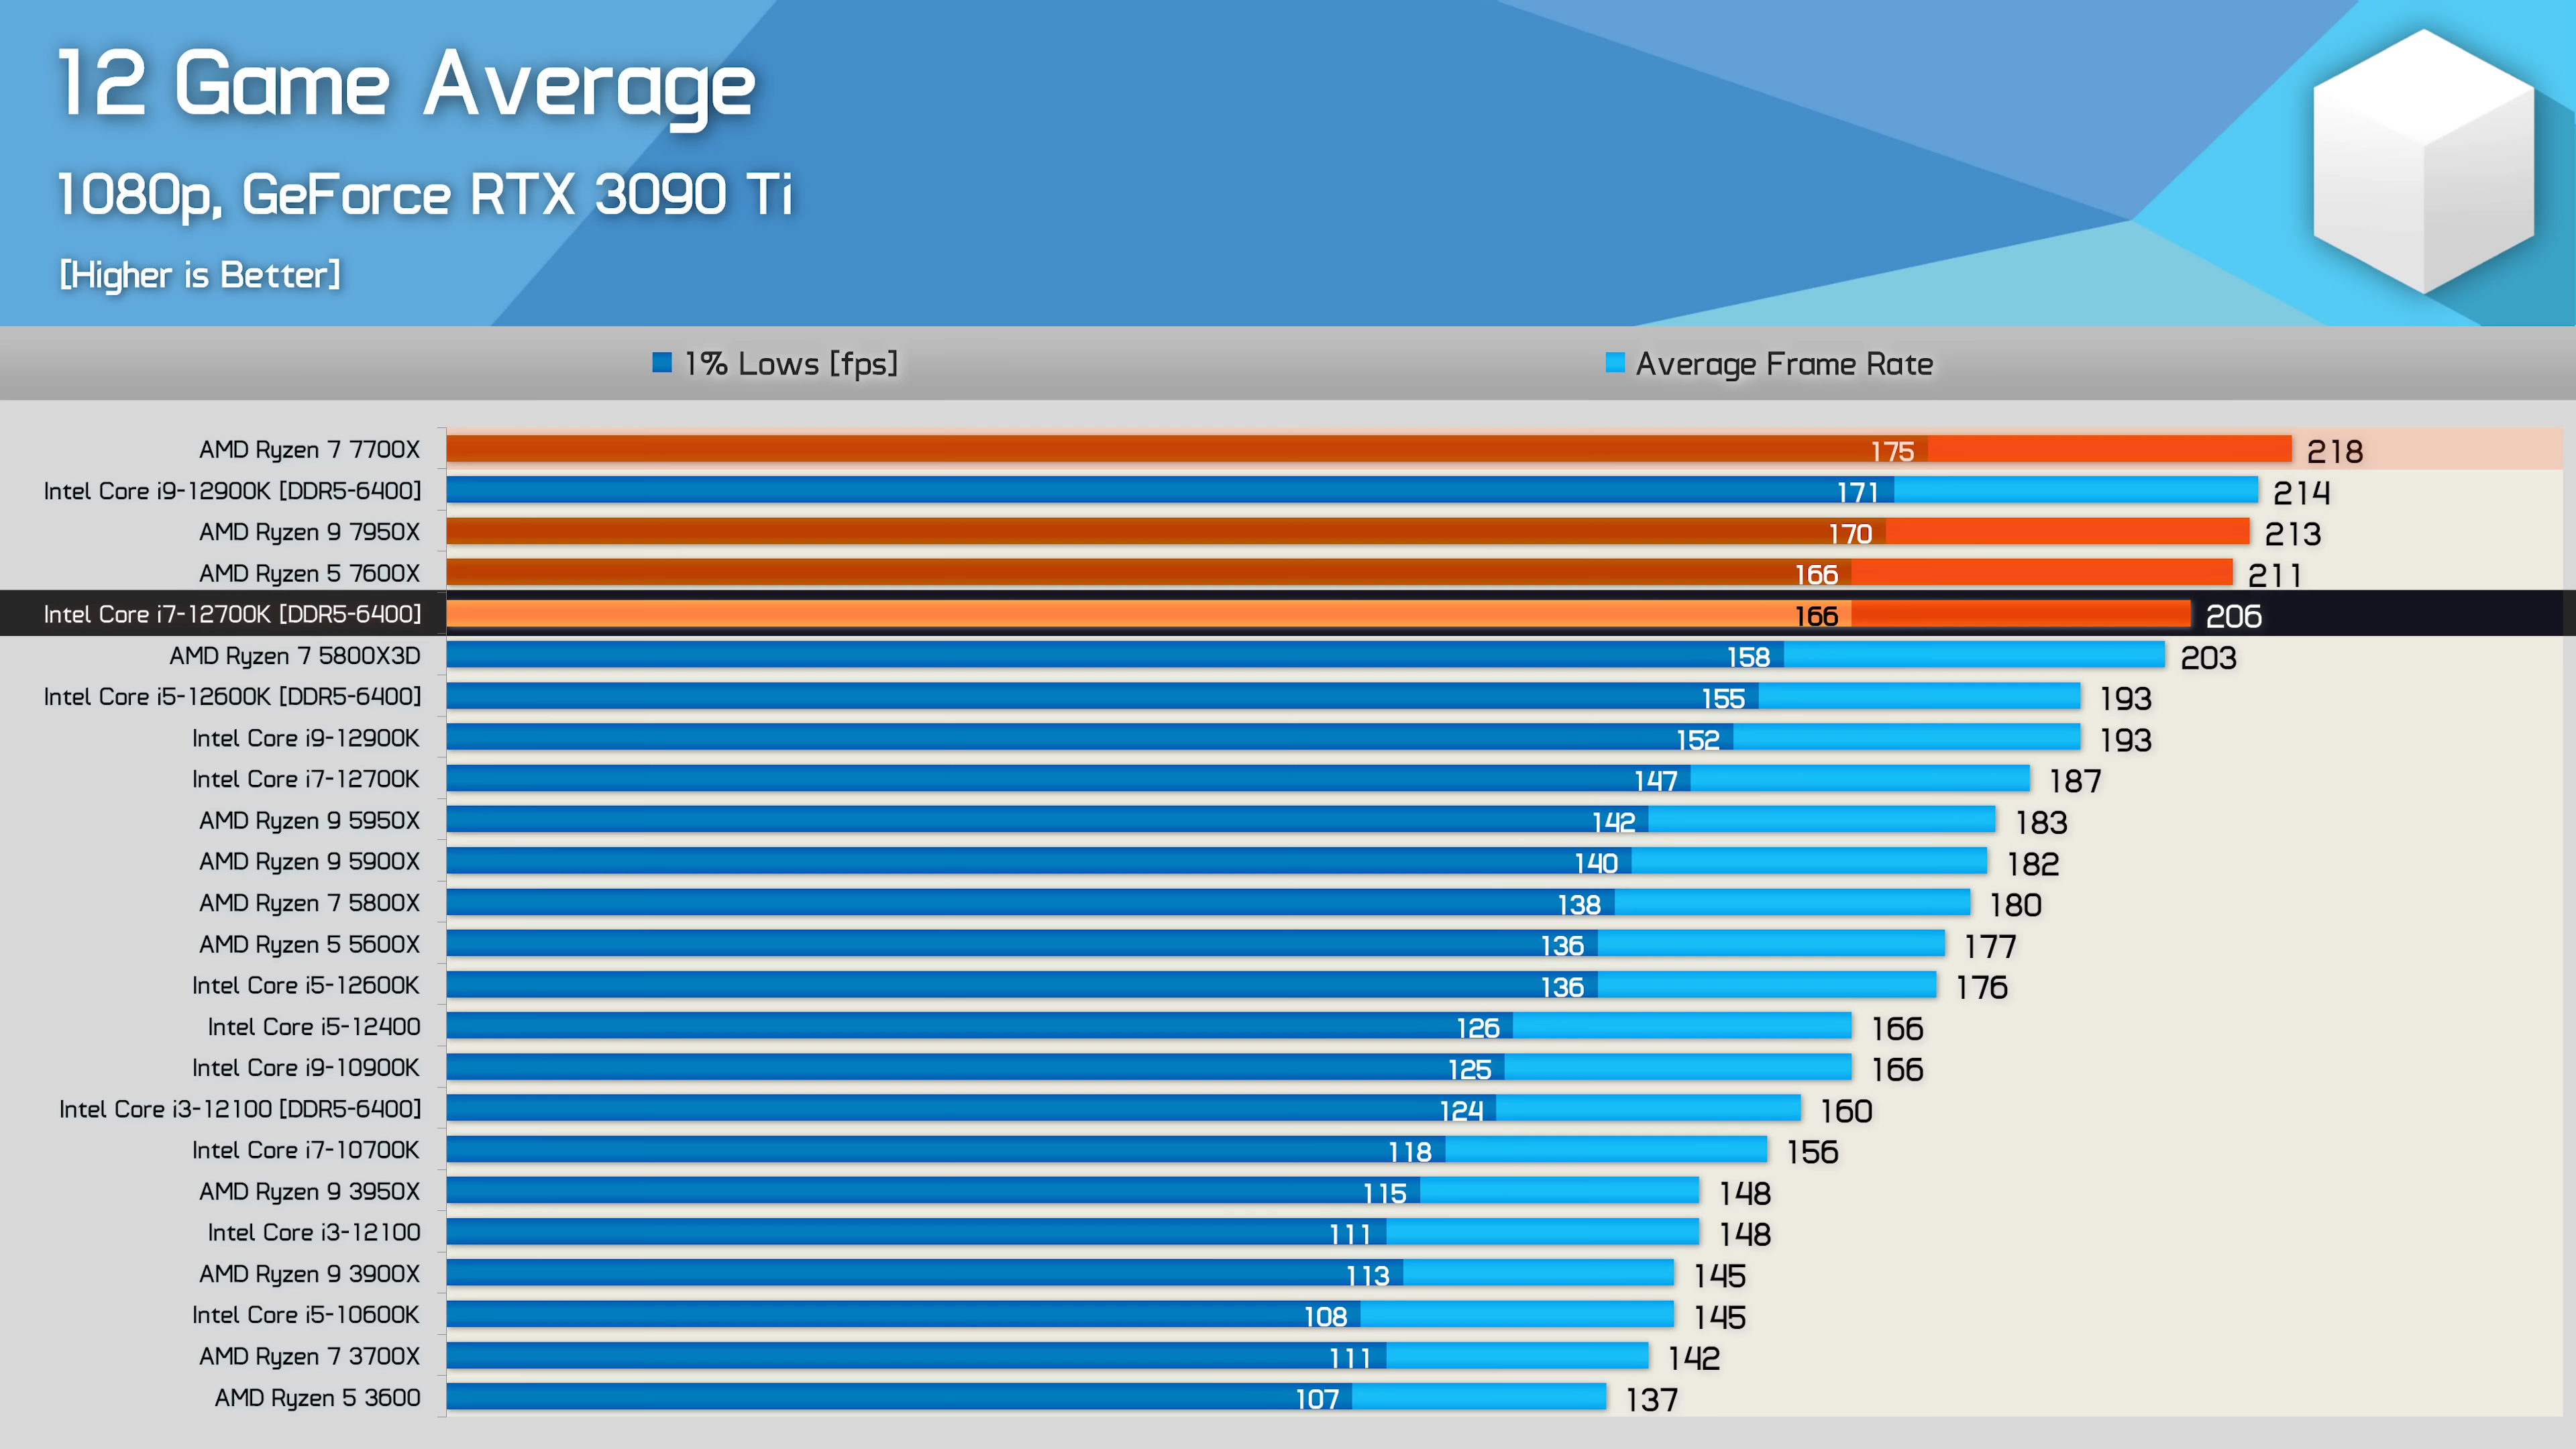 12 Game Average
1080p, GeForce RTX 3090 Ti
[Higher is Better]
1% Lows [fps] Average Frame Rate
AMD Ryzen 7 7700X 175 218
Intel Core i9-12900K [DDR5-6400] 171 214
AMD Ryzen 9 7950X 170 213
AMD Ryzen 5 7600X 166 211
Intel Core i7-12700K [DDR5-6400] 166 206
AMD Ryzen 7 5800X3D 158 203
Intel Core i5-12600K [DDR5-6400] 155 193
Intel Core i9-12900K 152 193
Intel Core i7-12700K 147 187
AMD Ryzen 9 5950X 142 183
AMD Ryzen 9 5900X 140 182
AMD Ryzen 7 5800X 138 180
AMD Ryzen 5 5600X 136 177
Intel Core i5-12600K 136 176
Intel Core i5-12400 126 166
Intel Core i9-10900K 125 166
Intel Core i3-12100 [DDR5-6400] 124 160
Intel Core i7-10700K 118 156
AMD Ryzen 9 3950X 115 148
Intel Core i3-12100 111 148
AMD Ryzen 9 3900X 113 145
Intel Core i5-10600K 108 145
AMD Ryzen 7 3700X 111 142
AMD Ryzen 5 3600 107 137